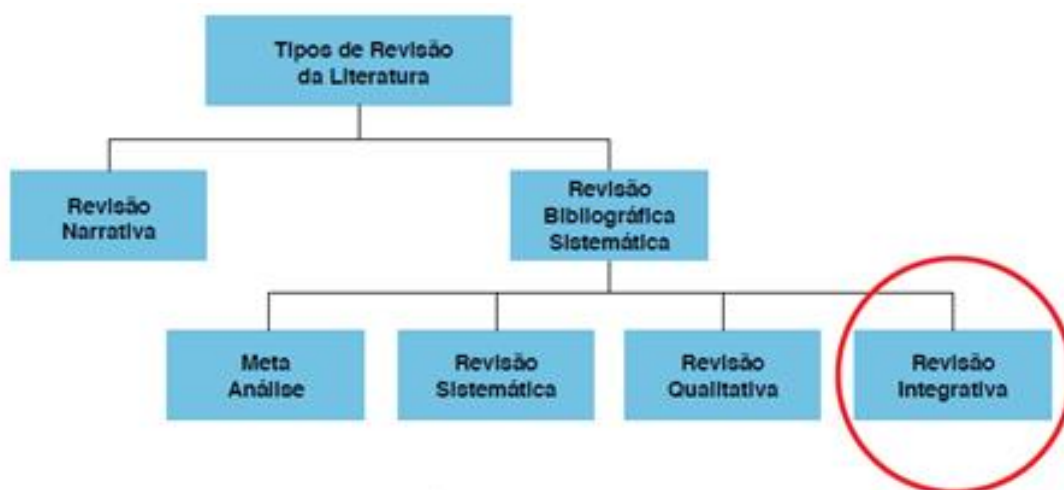 Tipos de Revisão
da Literatura
Revisão
Narrativa
Revisão
Bibliográfica
Sistemática
Meta
Análise
Revisão
Sistemática
Revisão
Qualitativa
Revisão
Integrativa